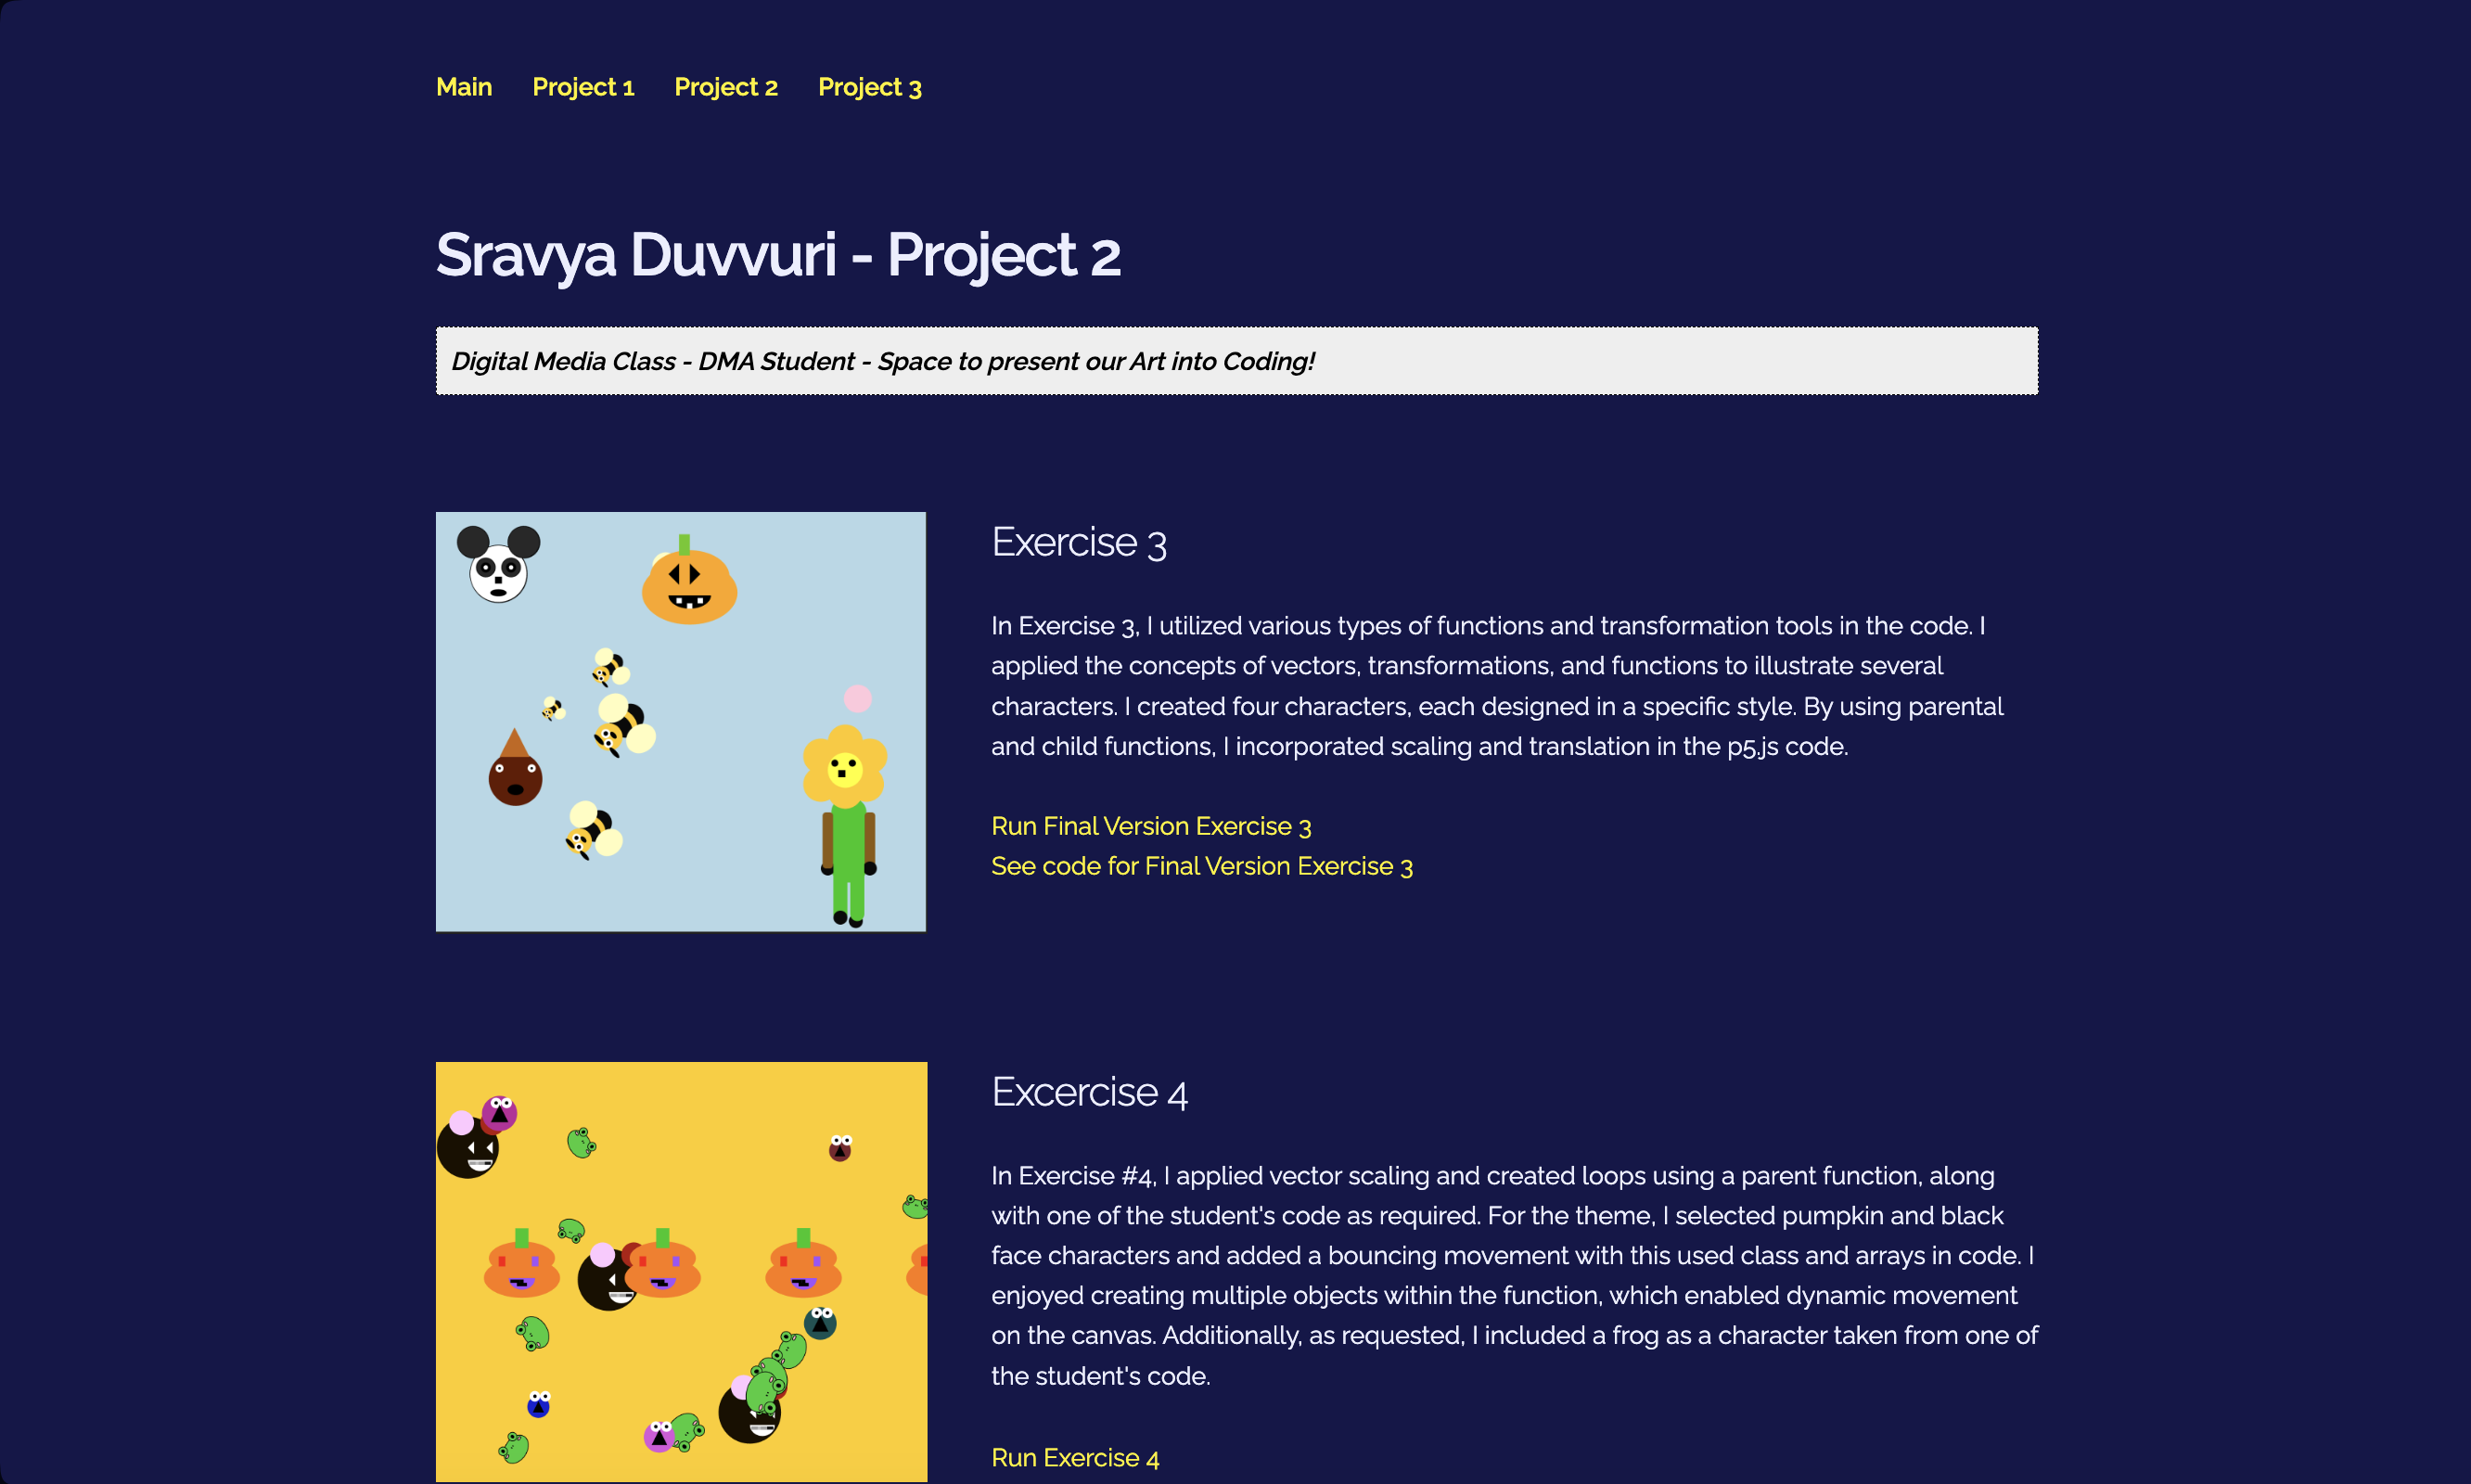 Main Project 1 Project 2 Project 3
Sravya Duvvuri - Project 2
Digital Media Class - DMA Student - Space to present our Art into Coding!
Exercise 3
In Exercise 3, I utilized various types of functions and transformation tools in the code. I
applied the concepts of vectors, transformations, and functions to illustrate several
characters. I created four characters, each designed in a specific style. By using parental
and child functions, I incorporated scaling and translation in the p5.js code.
Run Final Version Exercise 3
See code for Final Version Exercise 3
Excercise 4
In Exercise #4, I applied vector scaling and created loops using a parent function, along
with one of the student's code as required. For the theme, I selected pumpkin and black
face characters and added a bouncing movement with this used class and arrays in code. I
enjoyed creating multiple objects within the function, which enabled dynamic movement
on the canvas. Additionally, as requested, I included a frog as a character taken from one of
the student's code.
Run Exercise 4